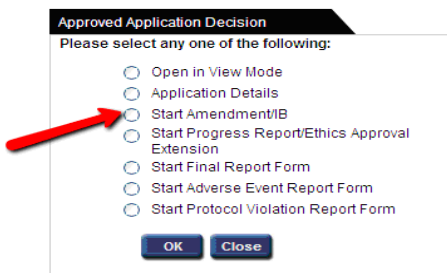 Approved Application Decision
Please select any one of the following:
Open in View Mode
Application Details
Start Amendment/IB
Start Progress Report/Ethics Approval
Extension
Start Final Report Form
Start Adverse Event Report Form
Start Protocol Violation Report Form
OK Close